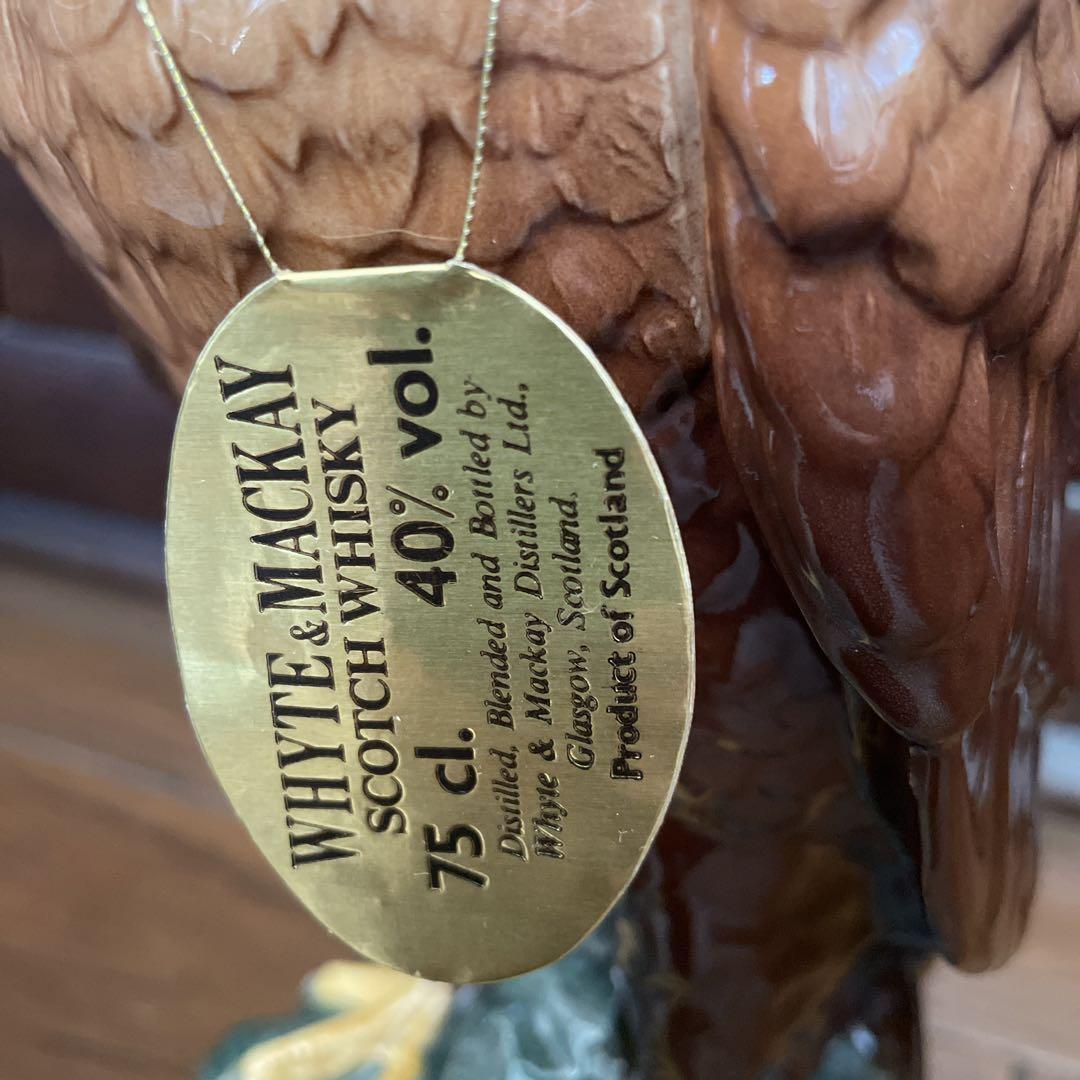 WHYTE & MACKAY
SCOTCH WHISKY
75 cl. 40% vol.
Distilled, Blended and Bottled by
Whyte & Mackay Distillers Ltd.,
Glasgow, Scotland.
Product of Scotland